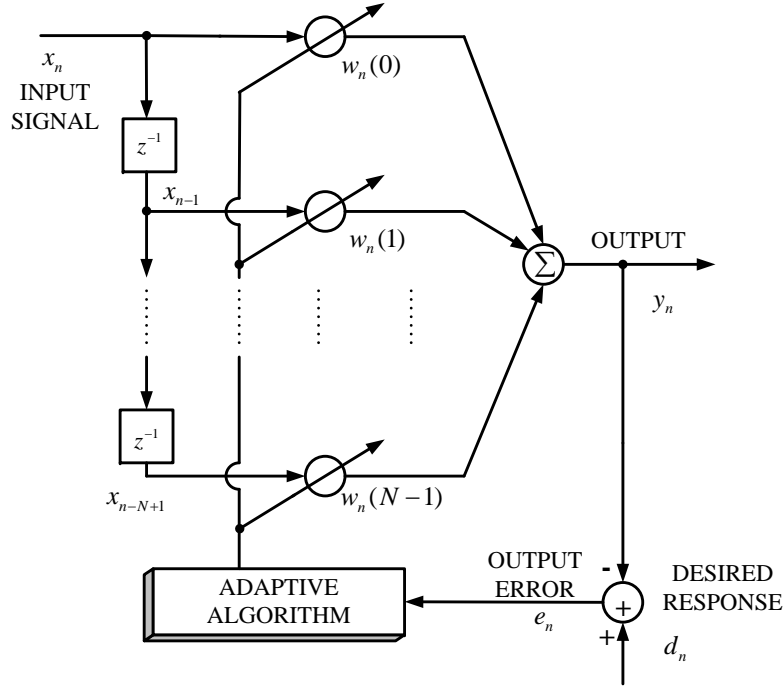 x_n
INPUT
SIGNAL
w_n(0)
z^{-1}
x_{n-1}
w_n(1)
Σ
OUTPUT
y_n
z^{-1}
x_{n-N+1}
w_n(N-1)
ADAPTIVE
ALGORITHM
OUTPUT
ERROR
e_n
-
+
+
DESIRED
RESPONSE
d_n